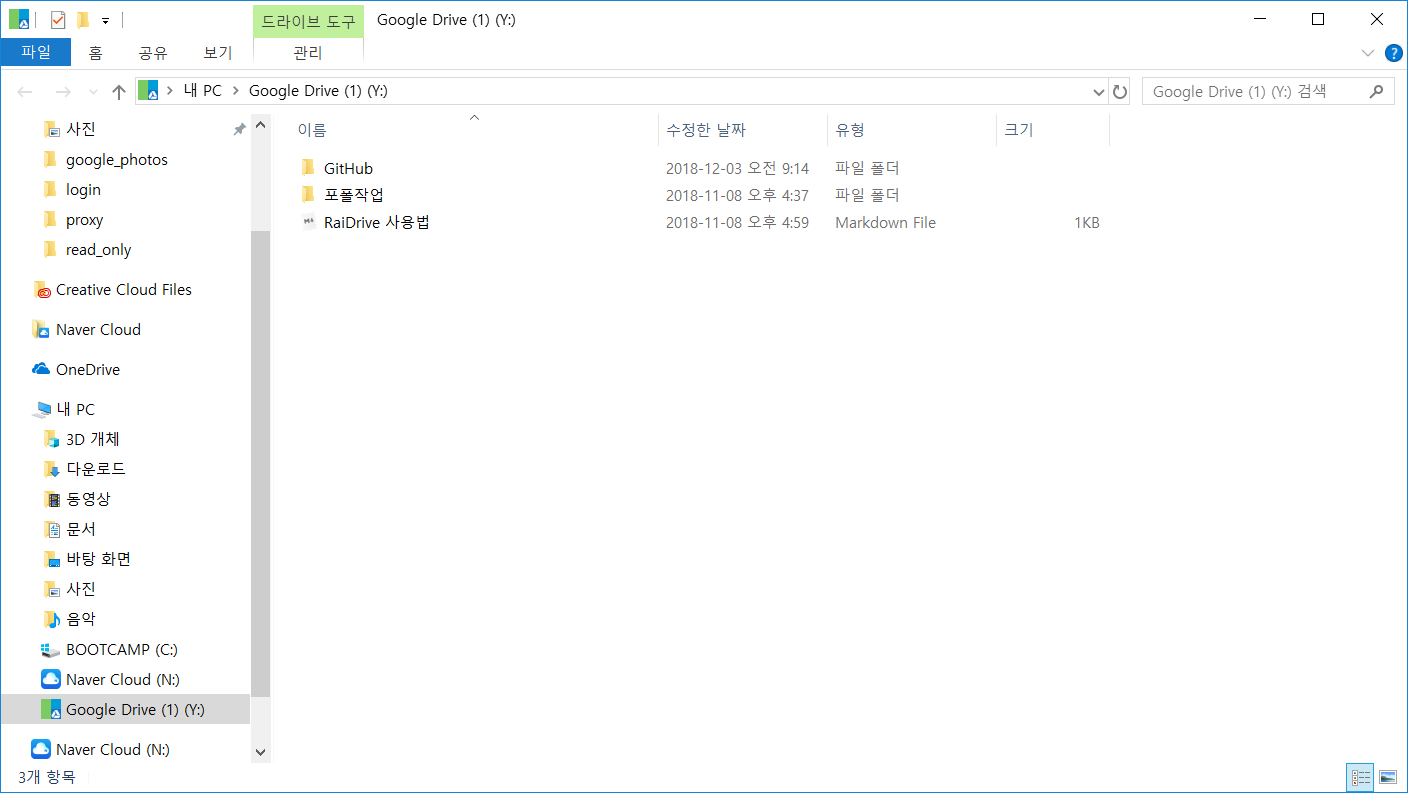 드라이브 도구 Google Drive (1) (Y:)
파일 홈 공유 보기 관리
내 PC Google Drive (1) (Y:) Google Drive (1) (Y:) 검색
이름 수정한 날짜 유형 크기
GitHub 2018-12-03 오전 9:14 파일 폴더
포폴작업 2018-11-08 오후 4:37 파일 폴더
RaiDrive 사용법 2018-11-08 오후 4:59 Markdown File 1KB
사진
google_photos
login
proxy
read_only
Creative Cloud Files
Naver Cloud
OneDrive
내 PC
3D 개체
다운로드
동영상
문서
바탕 화면
사진
음악
BOOTCAMP (C:)
Naver Cloud (N:)
Google Drive (1) (Y:)
Naver Cloud (N:)
3개 항목